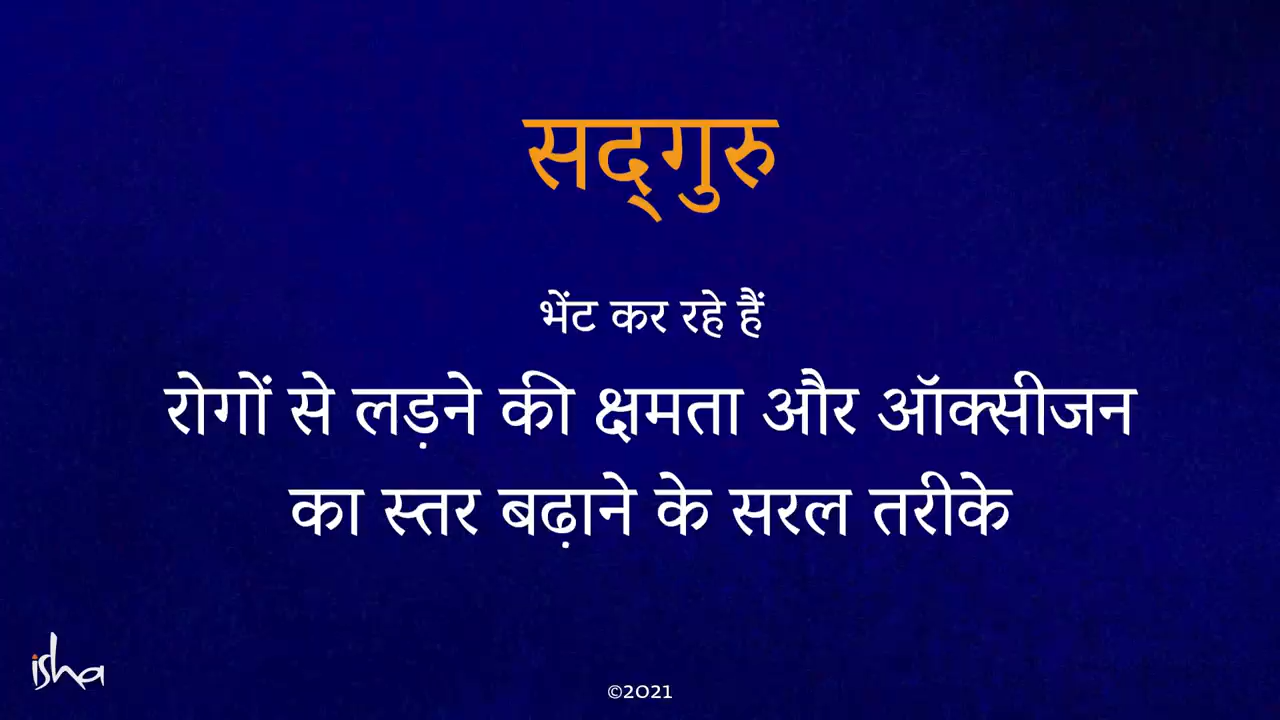 सद्‌गुरु
भेंट कर रहे हैं
रोगों से लड़ने की क्षमता और ऑक्सीजन
का स्तर बढ़ाने के सरल तरीके
isha
©2021